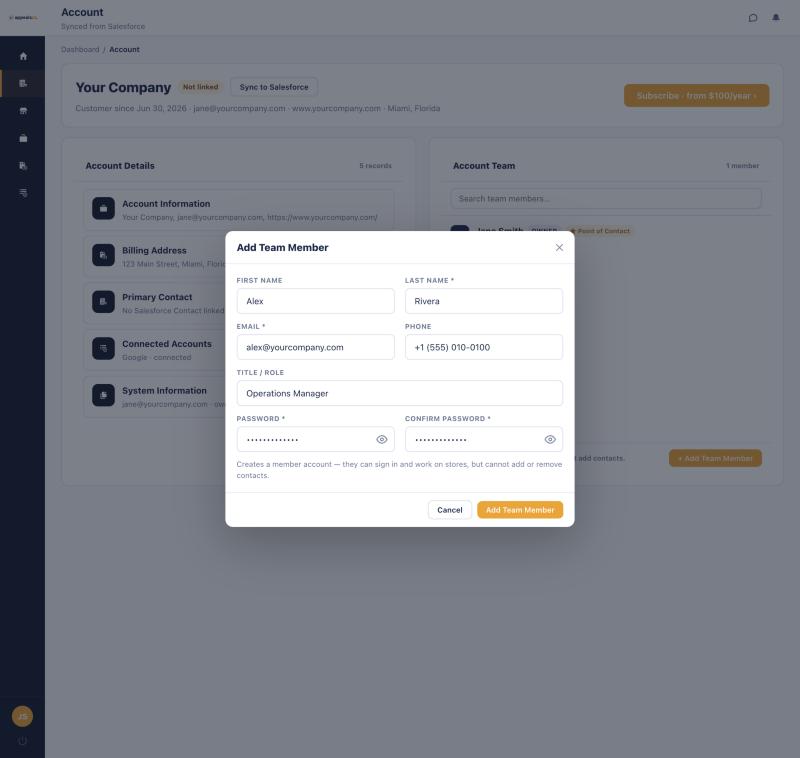 Account
Synced from Salesforce
Dashboard / Account
Your Company Not linked Sync to Salesforce
Customer since Jun 30, 2026 · jane@yourcompany.com · www.yourcompany.com · Miami, Florida
Subscribe · from $100/year ›
Account Details 5 records
Account Information
Your Company, jane@yourcompany.com, https://www.yourcompany.com/
Billing Address
123 Main Street, Miami,
Primary Contact
No Salesforce Contact linked
Connected Accounts
Google · connected
System Information
jane@yourcompany.com ·
Account Team 1 member
Search team members...
Jane Smith OWNER Point of Contact
add contacts.
+ Add Team Member
Add Team Member
FIRST NAME LAST NAME *
Alex Rivera
EMAIL * PHONE
alex@yourcompany.com +1 (555) 010-0100
TITLE / ROLE
Operations Manager
PASSWORD * CONFIRM PASSWORD *
••••••••••••• •••••••••••••
Creates a member account — they can sign in and work on stores, but cannot add or remove
contacts.
Cancel Add Team Member
JS